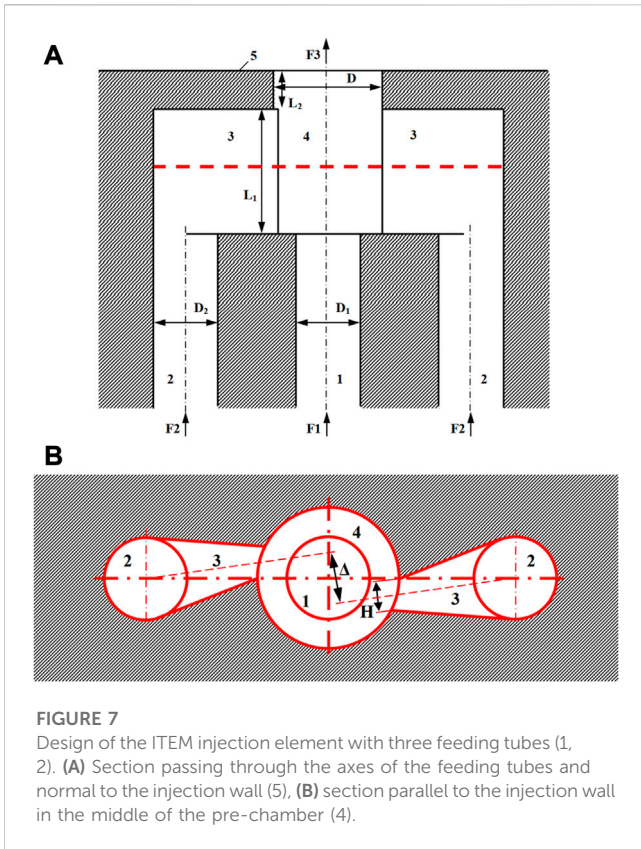 A
5
F3
D
L2
3
4
3
L1
D2
D1
2
1
2
F2
F1
F2
B
2
3
4
Δ
2
1
H
3
FIGURE 7
Design of the ITEM injection element with three feeding tubes (1,
2). (A) Section passing through the axes of the feeding tubes and
normal to the injection wall (5), (B) section parallel to the injection wall
in the middle of the pre-chamber (4).